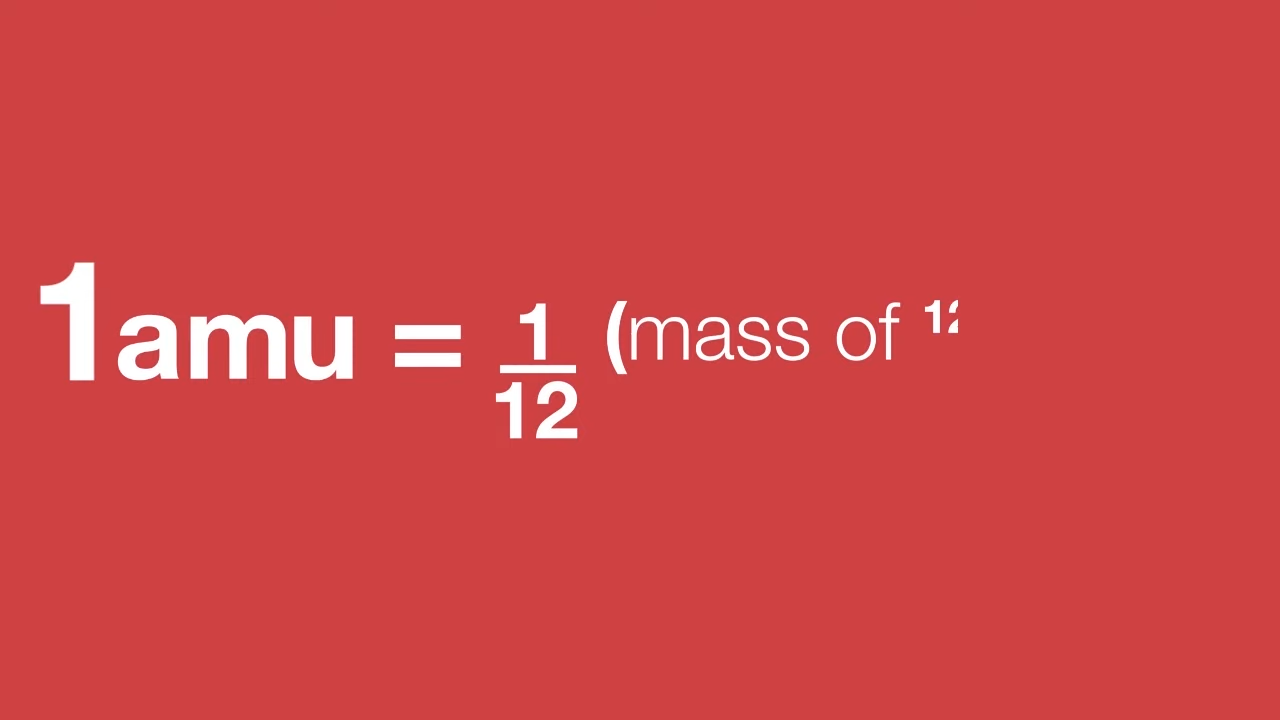 1amu = 1/12 (mass of